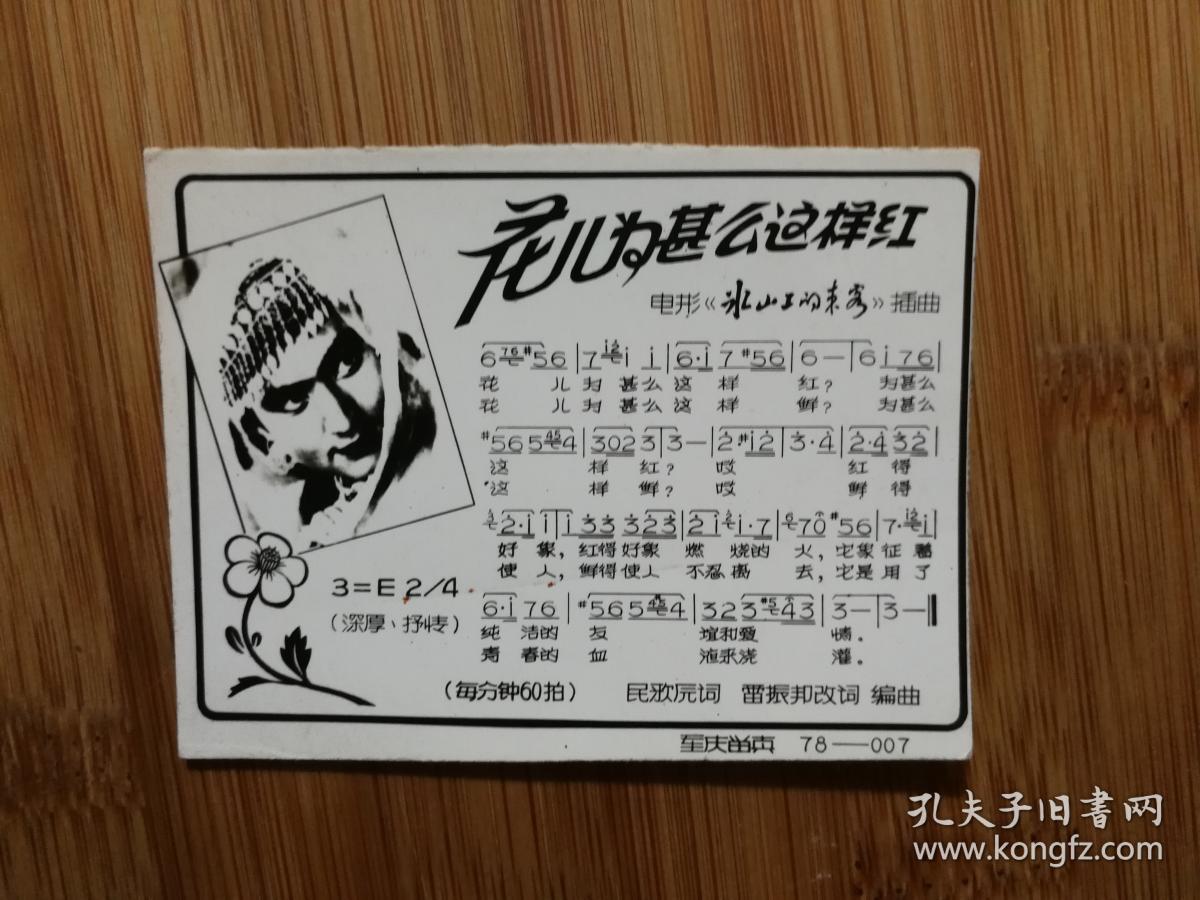 花儿为甚么这样红
电影《冰山上的来客》插曲
花 儿为甚么这样 红? 为甚么
花 儿为甚么这样 鲜? 为甚么
这 样红? 哎 红得
这 样鲜? 哎 鲜得
好象,红得好象 燃烧的火,它象征着
使人,鲜得使人 不忍离去,它是用了
3=E 2/4
(深厚、抒情)
纯洁的友 谊和爱 情。
青春的血 液来浇 灌。
(每分钟60拍) 民歌原词 雷振邦改词 编曲
78——007
孔夫子旧書网
www.kongfz.com